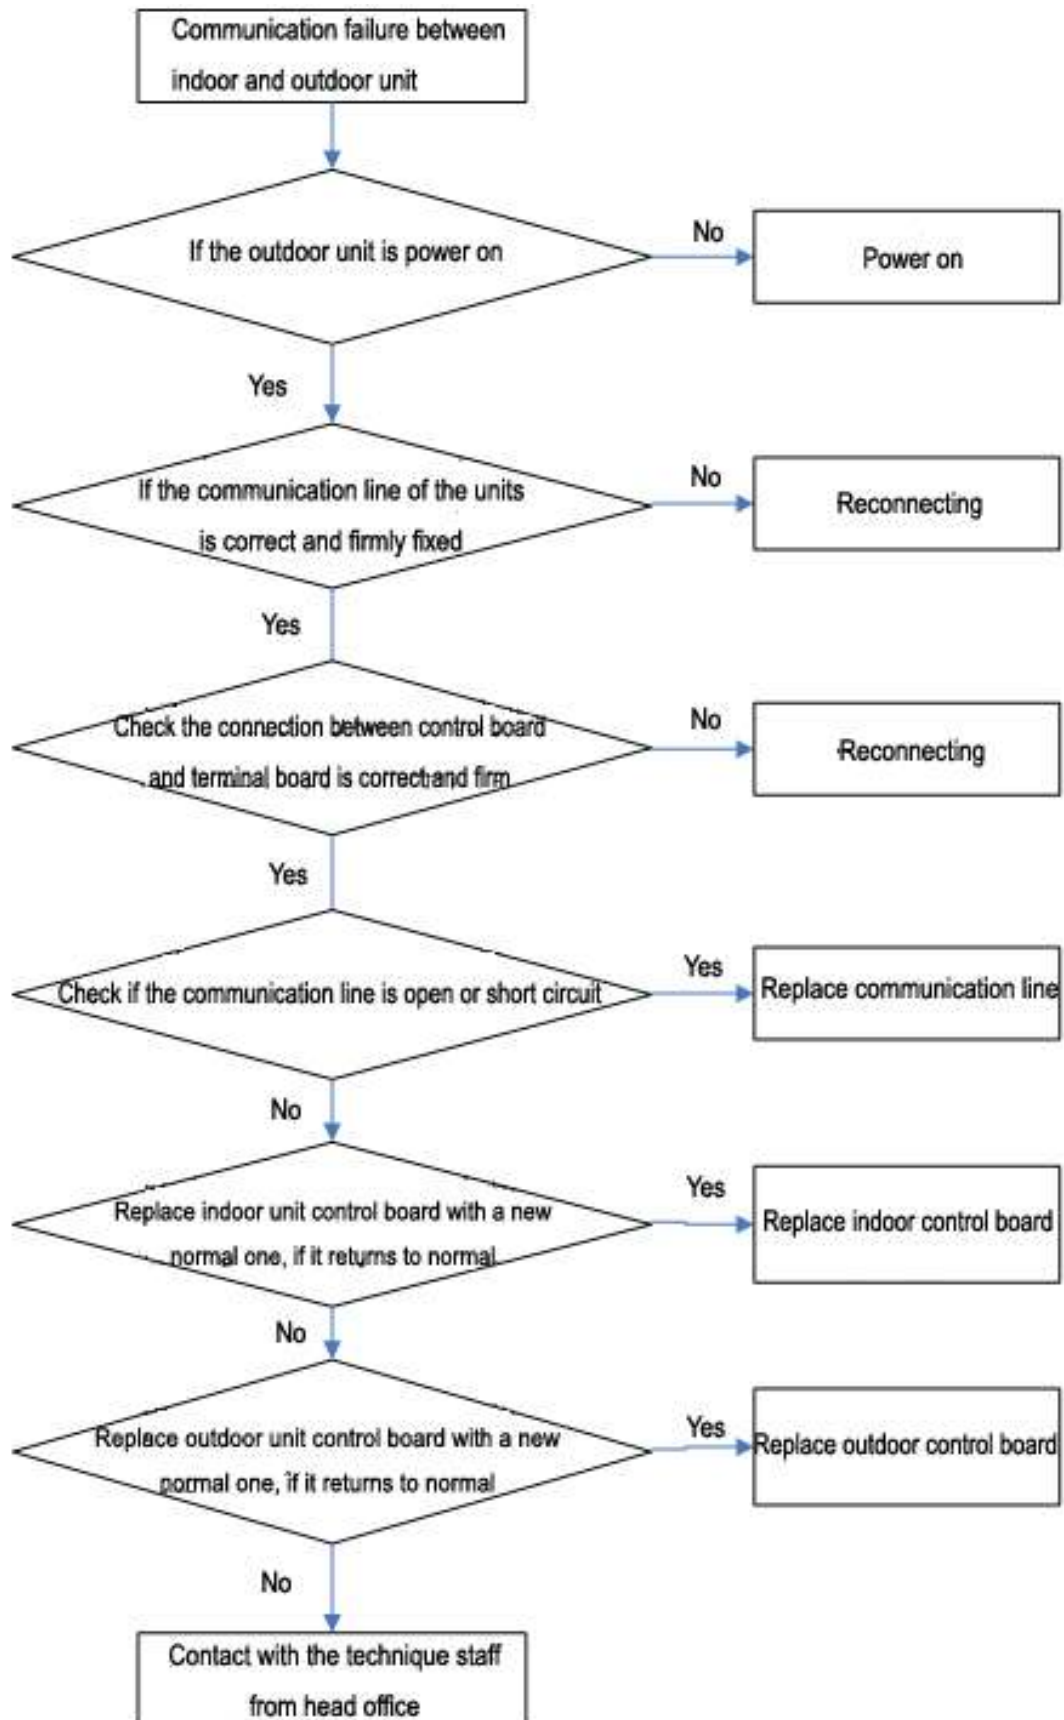 Communication failure between
indoor and outdoor unit
If the outdoor unit is power on
No
Power on
Yes
If the communication line of the units
is correct and firmly fixed
No
Reconnecting
Yes
Check the connection between control board
and terminal board is correct and firm
No
Reconnecting
Yes
Check if the communication line is open or short circuit
Yes
Replace communication line
No
Replace indoor unit control board with a new
normal one, if it returns to normal
Yes
Replace indoor control board
No
Replace outdoor unit control board with a new
normal one, if it returns to normal
Yes
Replace outdoor control board
No
Contact with the technique staff
from head office